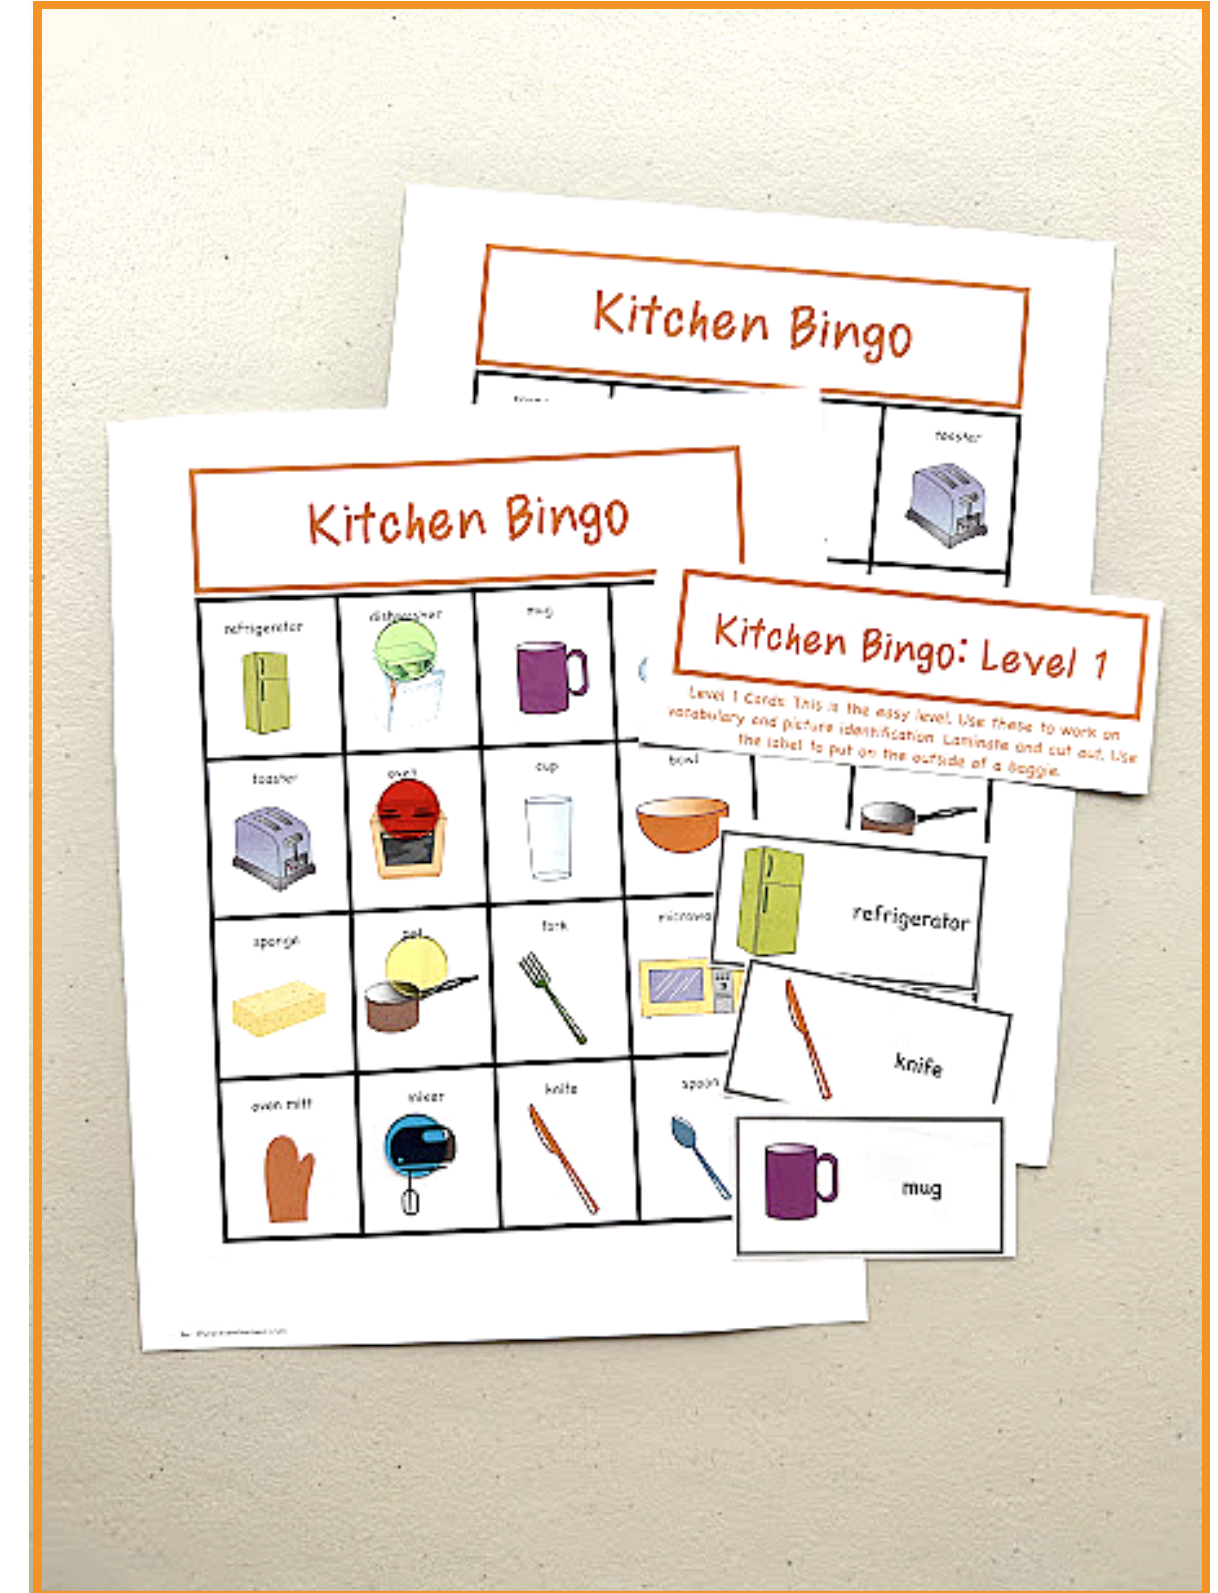 Kitchen Bingo
toaster
Kitchen Bingo
refrigerator
dishwasher
mug
Kitchen Bingo: Level 1
Level 1 Cards: This is the easy level. Use these to work on
vocabulary and picture identification. Laminate and cut out. Use
the label to put on the outside of a baggie.
toaster
oven
cup
bowl
sponge
pot
fork
refrigerator
oven mitt
mixer
knife
spoon
knife
mug